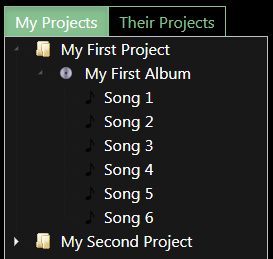 My Projects Their Projects
My First Project
My First Album
Song 1
Song 2
Song 3
Song 4
Song 5
Song 6
My Second Project